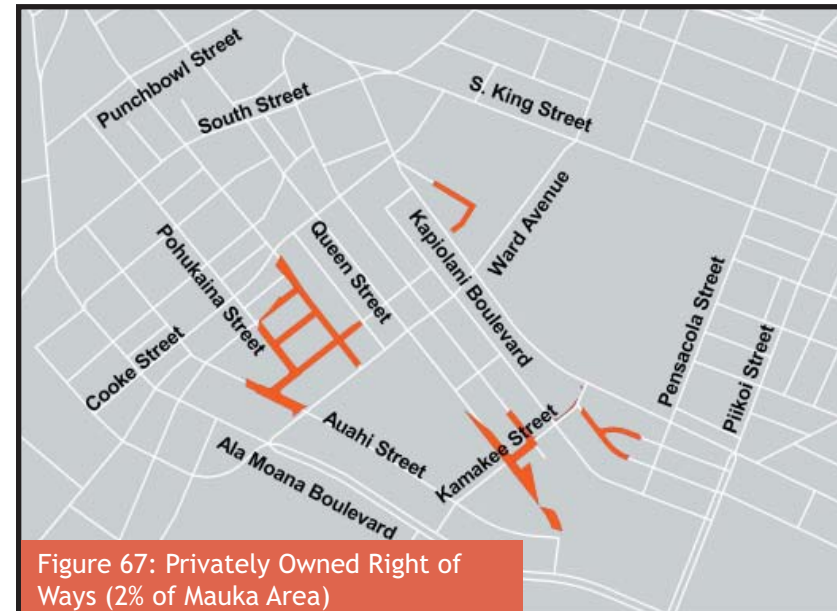 Punchbowl Street
South Street
S. King Street
Ward Avenue
Kapiolani Boulevard
Queen Street
Pohukaina Street
Cooke Street
Pensacola Street
Piikoi Street
Kamakee Street
Auahi Street
Ala Moana Boulevard
Figure 67: Privately Owned Right of
Ways (2% of Mauka Area)